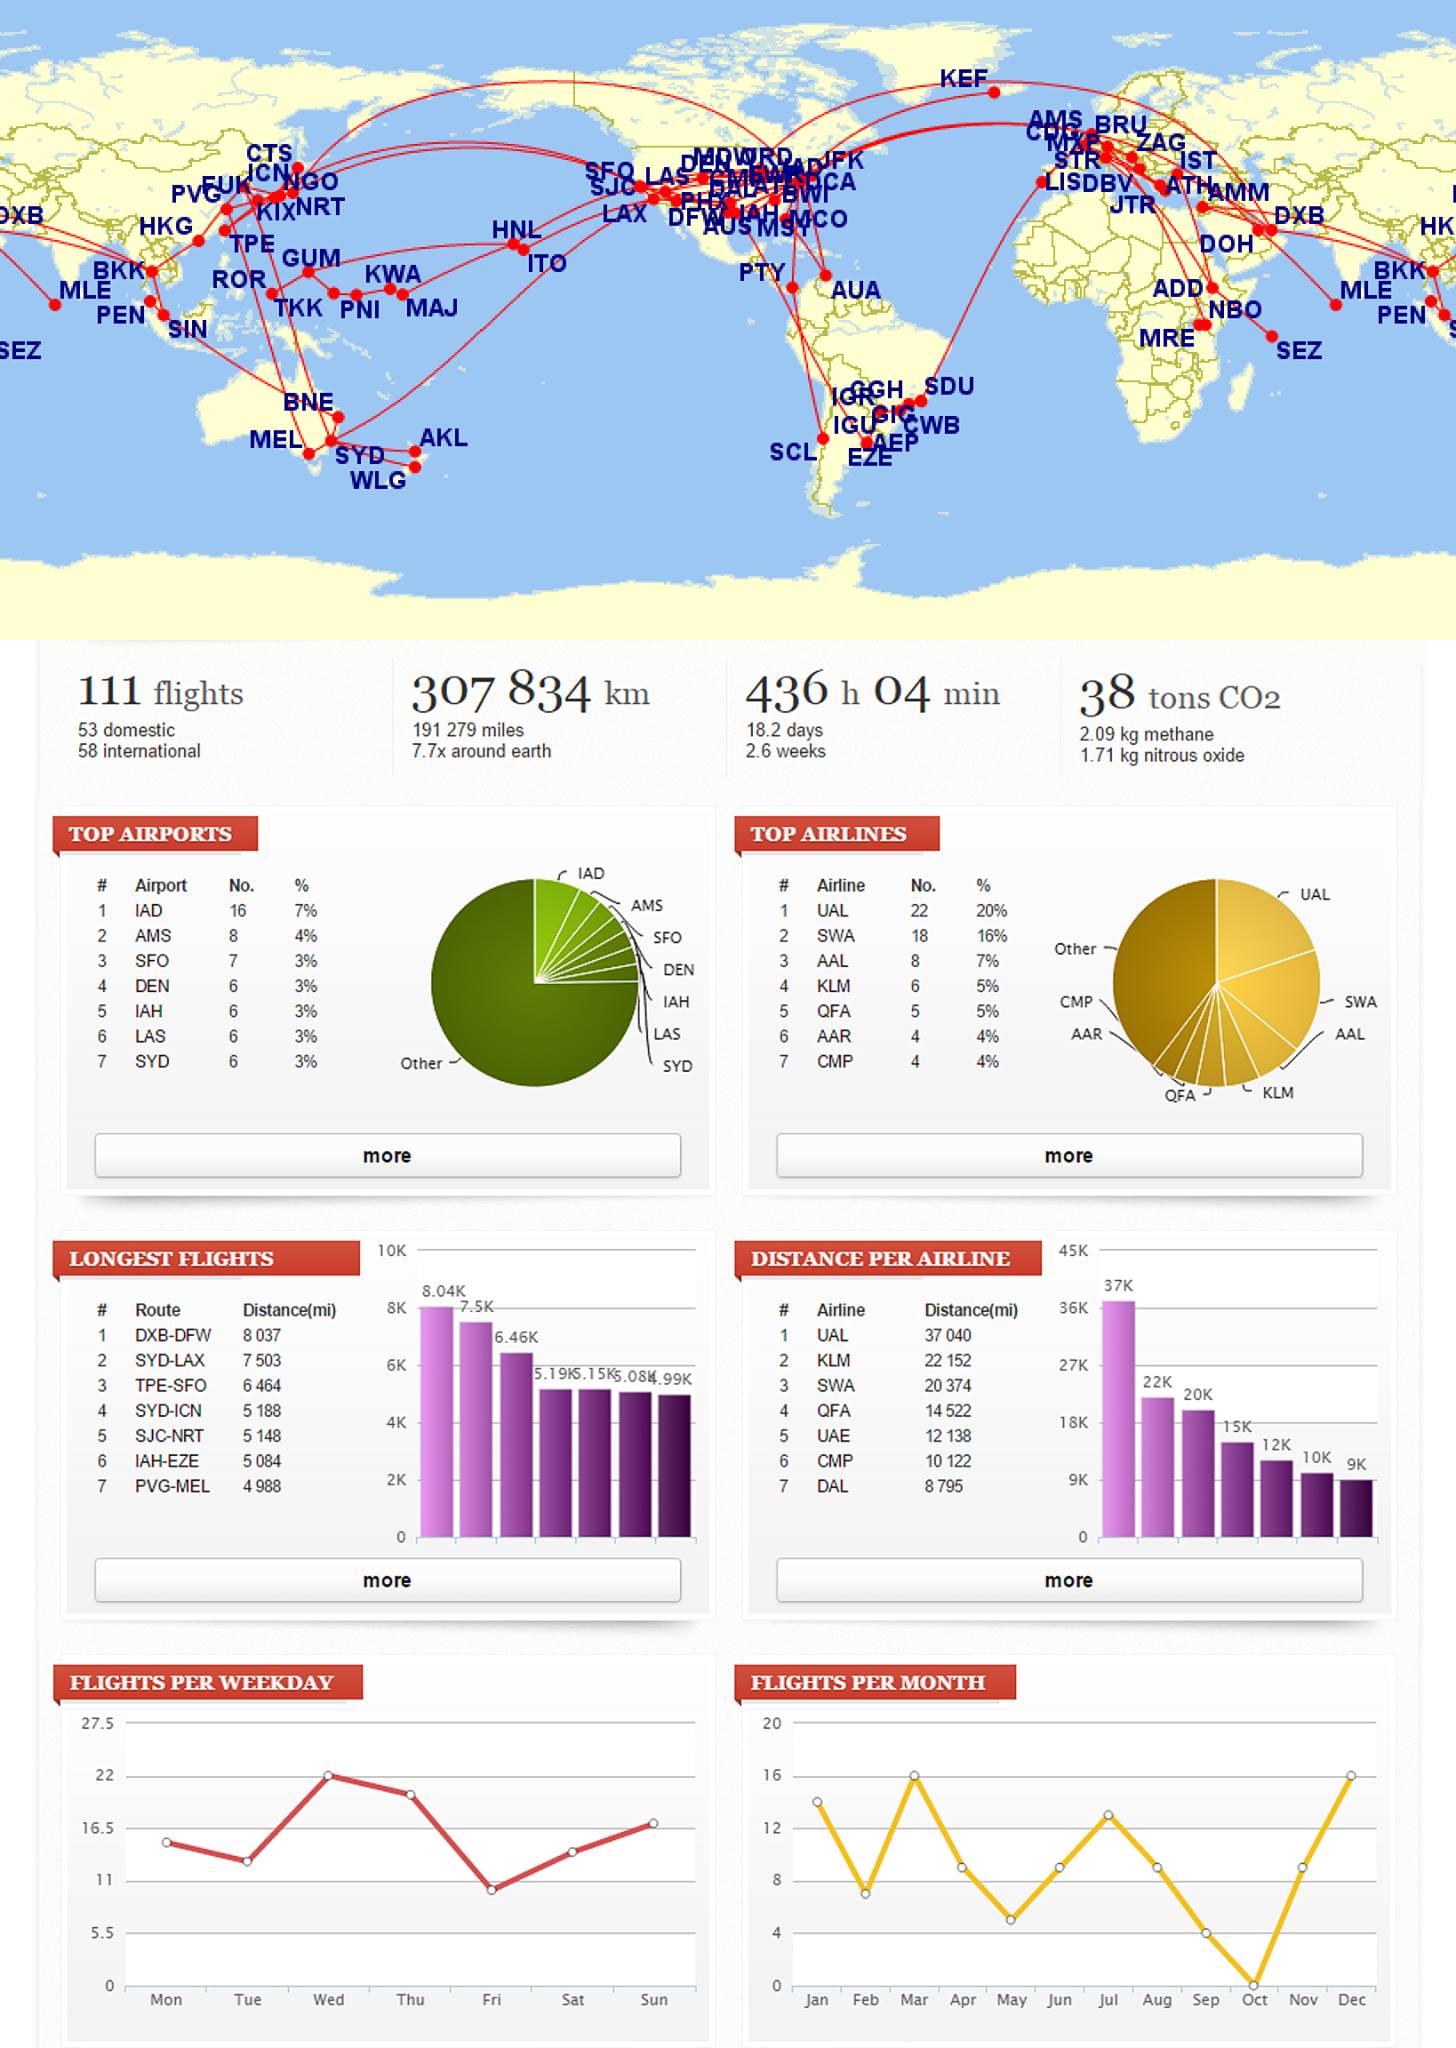 KEF
AMS
BRU
ZAG
STR
IST
LIS
DBV
ATH
AMM
JTR
DXB
DOH
CTS
ICN
FUK
NGO
PVG
KIX
NRT
DXB
HKG
TPE
BKK
GUM
ROR
KWA
MLE
TKK
PNI
MAJ
PEN
SIN
SEZ
HNL
ITO
SFO
SJC
LAX
LAS
PHX
DFW
AUS
IAH
MSY
MCO
BWI
DCA
JFK
MDW
ORD
PTY
AUA
ADD
NBO
MRE
SEZ
HK
BKK
MLE
PEN
S
BNE
MEL
SYD
AKL
WLG
SDU
CGH
IGR
GIG
IGU
CWB
AEP
SCL
EZE
111 flights
53 domestic
58 international
307 834 km
191 279 miles
7.7x around earth
436 h 04 min
18.2 days
2.6 weeks
38 tons CO2
2.09 kg methane
1.71 kg nitrous oxide
TOP AIRPORTS
# Airport No. %
1 IAD 16 7%
2 AMS 8 4%
3 SFO 7 3%
4 DEN 6 3%
5 IAH 6 3%
6 LAS 6 3%
7 SYD 6 3%
IAD
AMS
SFO
DEN
IAH
LAS
SYD
Other
more
TOP AIRLINES
# Airline No. %
1 UAL 22 20%
2 SWA 18 16%
3 AAL 8 7%
4 KLM 6 5%
5 QFA 5 5%
6 AAR 4 4%
7 CMP 4 4%
UAL
Other
CMP
SWA
AAR
AAL
QFA
KLM
more
LONGEST FLIGHTS
# Route Distance(mi)
1 DXB-DFW 8 037
2 SYD-LAX 7 503
3 TPE-SFO 6 464
4 SYD-ICN 5 188
5 SJC-NRT 5 148
6 IAH-EZE 5 084
7 PVG-MEL 4 988
10K
8K
6K
4K
2K
0
8.04K
7.5K
6.46K
5.19K
5.15K
5.08K
4.99K
more
DISTANCE PER AIRLINE
# Airline Distance(mi)
1 UAL 37 040
2 KLM 22 152
3 SWA 20 374
4 QFA 14 522
5 UAE 12 138
6 CMP 10 122
7 DAL 8 795
45K
36K
27K
18K
9K
0
37K
22K
20K
15K
12K
10K
9K
more
FLIGHTS PER WEEKDAY
27.5
22
16.5
11
5.5
0
Mon Tue Wed Thu Fri Sat Sun
FLIGHTS PER MONTH
20
16
12
8
4
0
Jan Feb Mar Apr May Jun Jul Aug Sep Oct Nov Dec